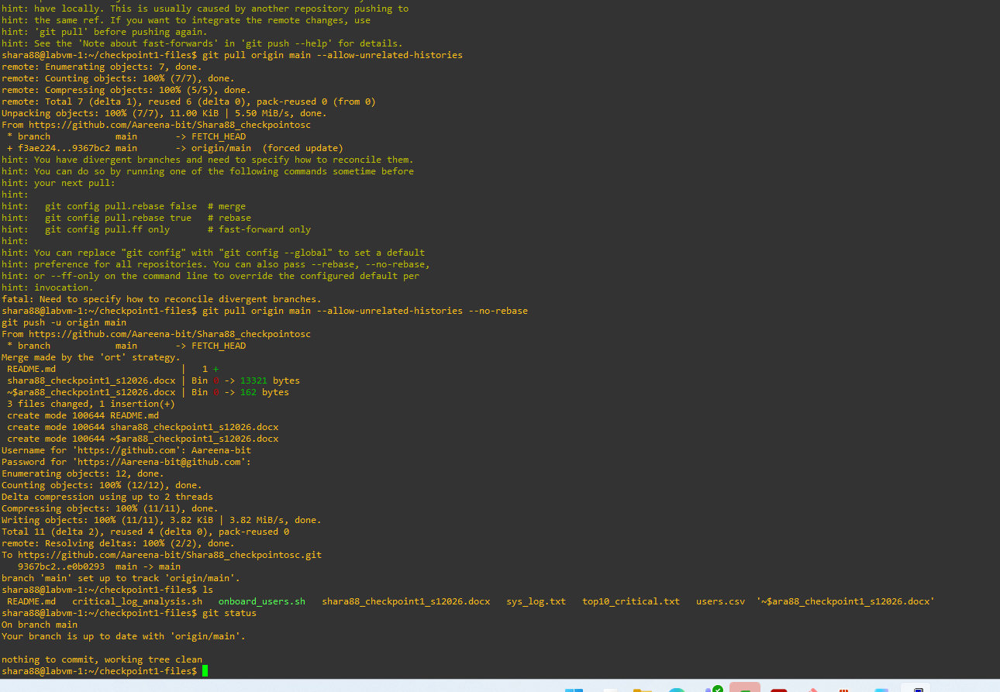 hint: have locally. This is usually caused by another repository pushing to
hint: the same ref. If you want to integrate the remote changes, use
hint: 'git pull' before pushing again.
hint: See the 'Note about fast-forwards' in 'git push --help' for details.
shara88@labvm-1:~/checkpoint1-files$ git pull origin main --allow-unrelated-histories
remote: Enumerating objects: 7, done.
remote: Counting objects: 100% (7/7), done.
remote: Compressing objects: 100% (5/5), done.
remote: Total 7 (delta 1), reused 6 (delta 0), pack-reused 0 (from 0)
Unpacking objects: 100% (7/7), 11.00 KiB | 5.50 MiB/s, done.
From https://github.com/Aareena-bit/Shara88_checkpointosc
 * branch            main       -> FETCH_HEAD
 + f3ae224...9367bc2 main       -> origin/main  (forced update)
hint: You have divergent branches and need to specify how to reconcile them.
hint: You can do so by running one of the following commands sometime before
hint: your next pull:
hint:
hint:   git config pull.rebase false  # merge
hint:   git config pull.rebase true   # rebase
hint:   git config pull.ff only       # fast-forward only
hint:
hint: You can replace "git config" with "git config --global" to set a default
hint: preference for all repositories. You can also pass --rebase, --no-rebase,
hint: or --ff-only on the command line to override the configured default per
hint: invocation.
fatal: Need to specify how to reconcile divergent branches.
shara88@labvm-1:~/checkpoint1-files$ git pull origin main --allow-unrelated-histories --no-rebase
git push -u origin main
From https://github.com/Aareena-bit/Shara88_checkpointosc
 * branch            main       -> FETCH_HEAD
Merge made by the 'ort' strategy.
 README.md                      |   1 +
 shara88_checkpoint1_s12026.docx | Bin 0 -> 13321 bytes
 ~$ara88_checkpoint1_s12026.docx | Bin 0 -> 162 bytes
 3 files changed, 1 insertion(+)
 create mode 100644 README.md
 create mode 100644 shara88_checkpoint1_s12026.docx
 create mode 100644 ~$ara88_checkpoint1_s12026.docx
Username for 'https://github.com': Aareena-bit
Password for 'https://Aareena-bit@github.com':
Enumerating objects: 12, done.
Counting objects: 100% (12/12), done.
Delta compression using up to 2 threads
Compressing objects: 100% (11/11), done.
Writing objects: 100% (11/11), 3.82 KiB | 3.82 MiB/s, done.
Total 11 (delta 2), reused 4 (delta 0), pack-reused 0
remote: Resolving deltas: 100% (2/2), done.
To https://github.com/Aareena-bit/Shara88_checkpointosc.git
   9367bc2..e0b0293  main -> main
branch 'main' set up to track 'origin/main'.
shara88@labvm-1:~/checkpoint1-files$ ls
 README.md   critical_log_analysis.sh   onboard_users.sh   shara88_checkpoint1_s12026.docx   sys_log.txt   top10_critical.txt   users.csv  '~$ara88_checkpoint1_s12026.docx'
shara88@labvm-1:~/checkpoint1-files$ git status
On branch main
Your branch is up to date with 'origin/main'.

nothing to commit, working tree clean
shara88@labvm-1:~/checkpoint1-files$